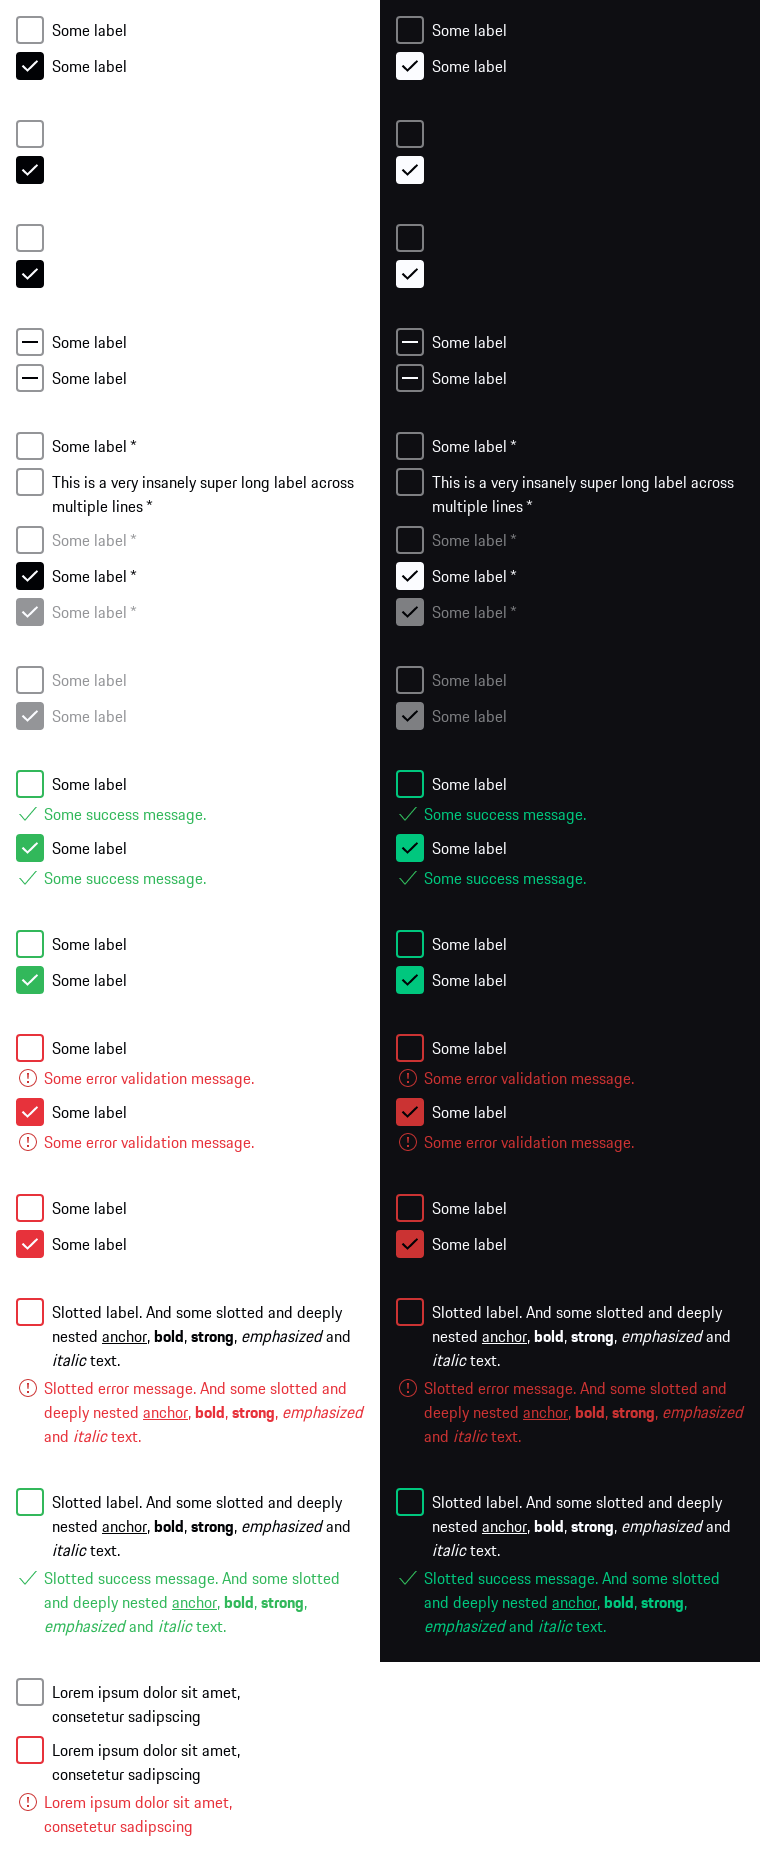 Some label
Some label
Some label
Some label
Some label *
This is a very insanely super long label across
multiple lines *
Some label *
Some label *
Some label *
Some label
Some label
Some label
Some success message.
Some label
Some success message.
Some label
Some label
Some label
Some error validation message.
Some label
Some error validation message.
Some label
Some label
Slotted label. And some slotted and deeply
nested anchor, bold, strong, emphasized and
italic text.
Slotted error message. And some slotted and
deeply nested anchor, bold, strong, emphasized
and italic text.
Slotted label. And some slotted and deeply
nested anchor, bold, strong, emphasized and
italic text.
Slotted success message. And some slotted
and deeply nested anchor, bold, strong,
emphasized and italic text.
Lorem ipsum dolor sit amet,
consetetur sadipscing
Lorem ipsum dolor sit amet,
consetetur sadipscing
Lorem ipsum dolor sit amet,
consetetur sadipscing
Some label
Some label
Some label
Some label
Some label *
This is a very insanely super long label across
multiple lines *
Some label *
Some label *
Some label *
Some label
Some label
Some label
Some success message.
Some label
Some success message.
Some label
Some label
Some label
Some error validation message.
Some label
Some error validation message.
Some label
Some label
Slotted label. And some slotted and deeply
nested anchor, bold, strong, emphasized and
italic text.
Slotted error message. And some slotted and
deeply nested anchor, bold, strong, emphasized
and italic text.
Slotted label. And some slotted and deeply
nested anchor, bold, strong, emphasized and
italic text.
Slotted success message. And some slotted
and deeply nested anchor, bold, strong,
emphasized and italic text.